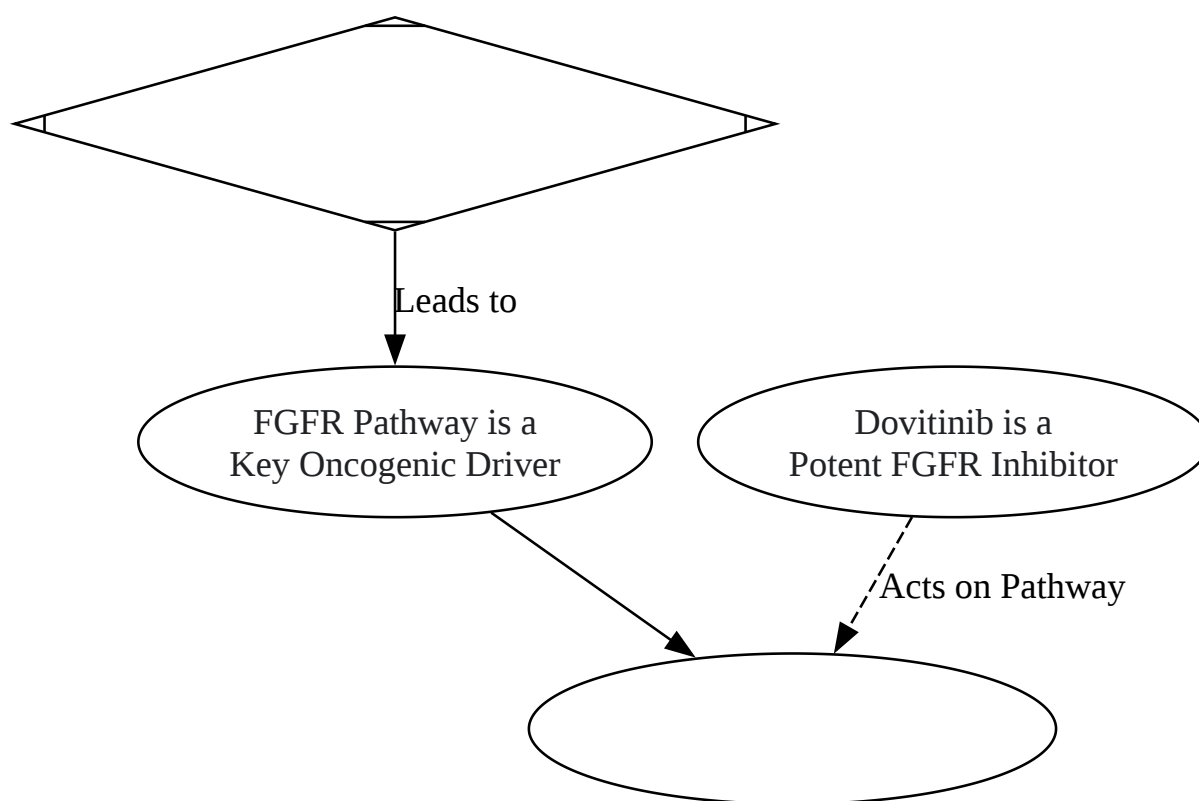 Leads to
FGFR Pathway is a
Key Oncogenic Driver
Dovitinib is a
Potent FGFR Inhibitor
Acts on Pathway